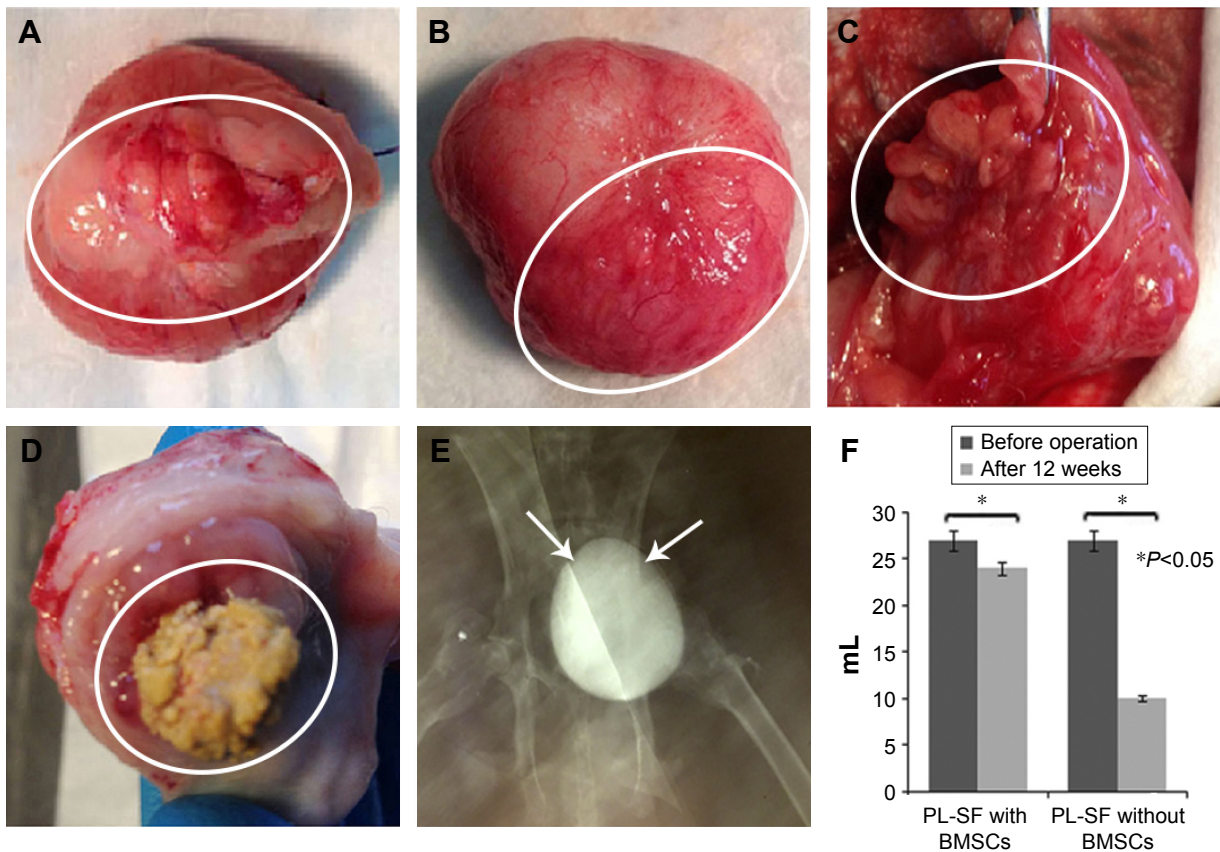 A
B
C
D
E
F
Before operation
After 12 weeks
*
*
*P<0.05
mL
30
25
20
25
10
5
0
PL-SF with
BMSCs
PL-SF without
BMSCs